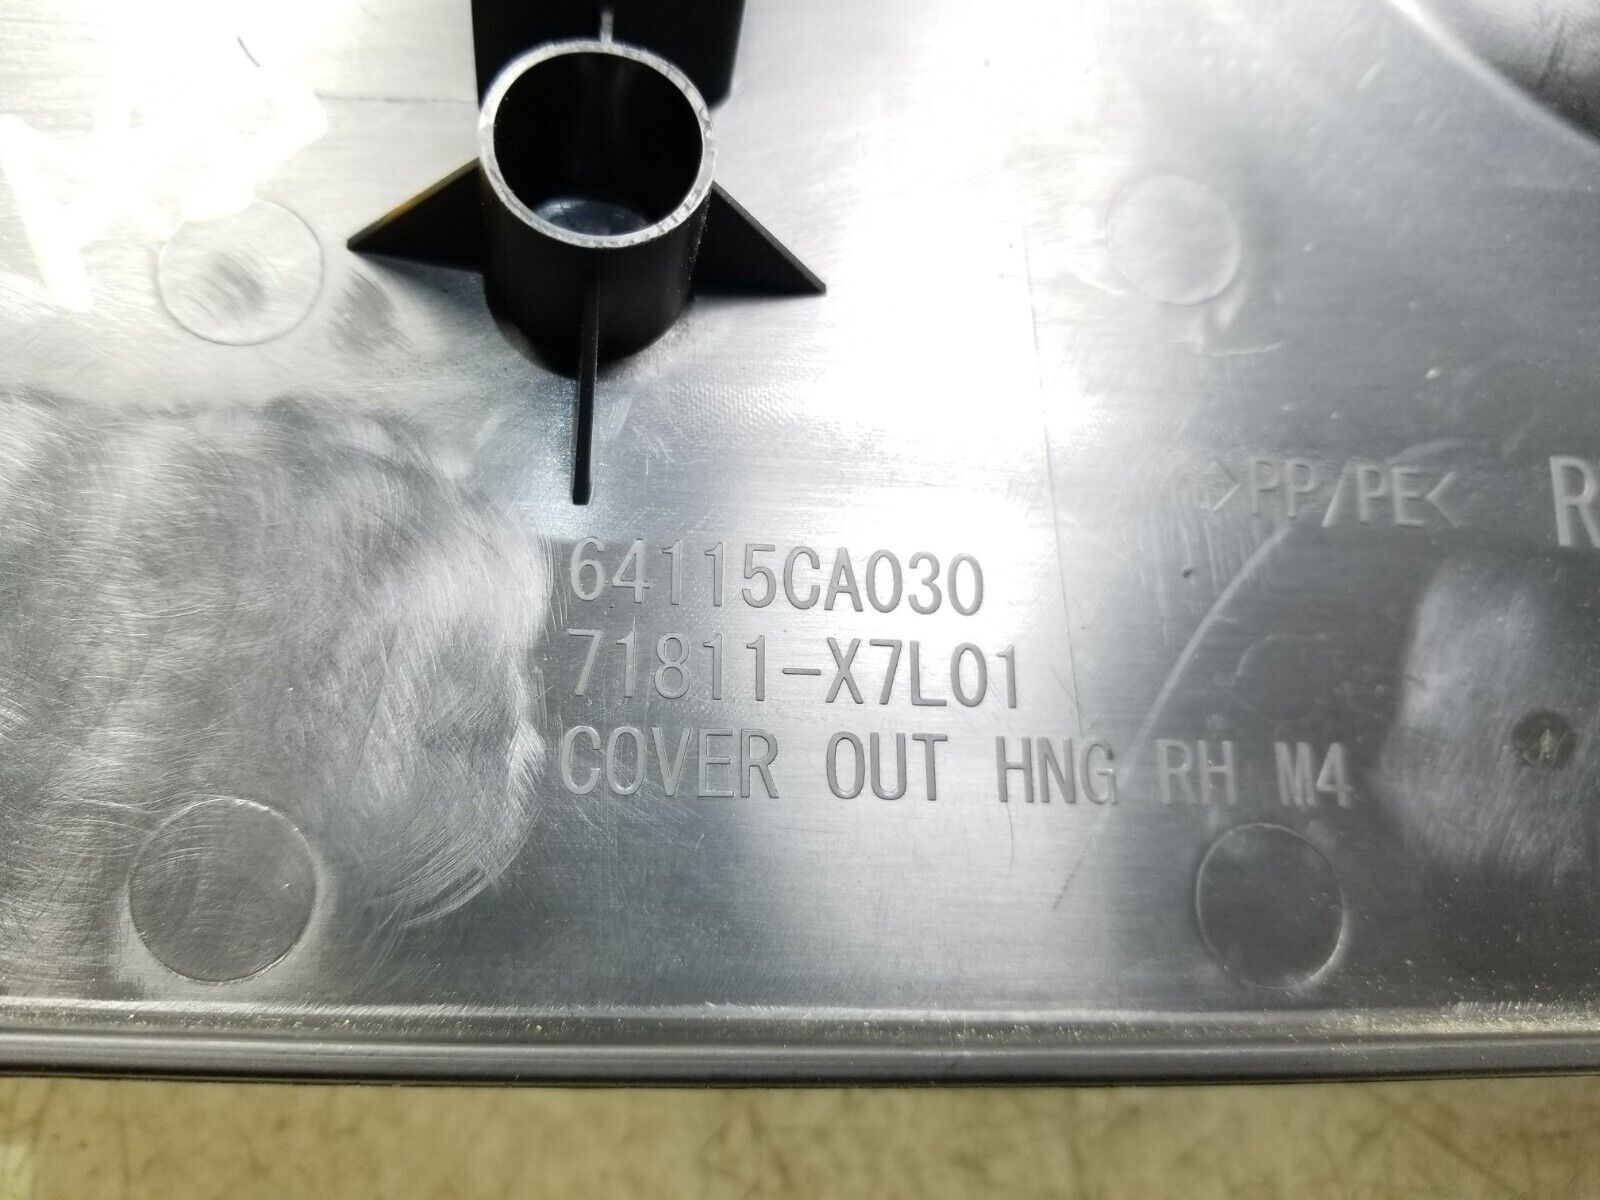 >PP/PE< R
64115CA030
71811-X7L01
COVER OUT HNG RH M4